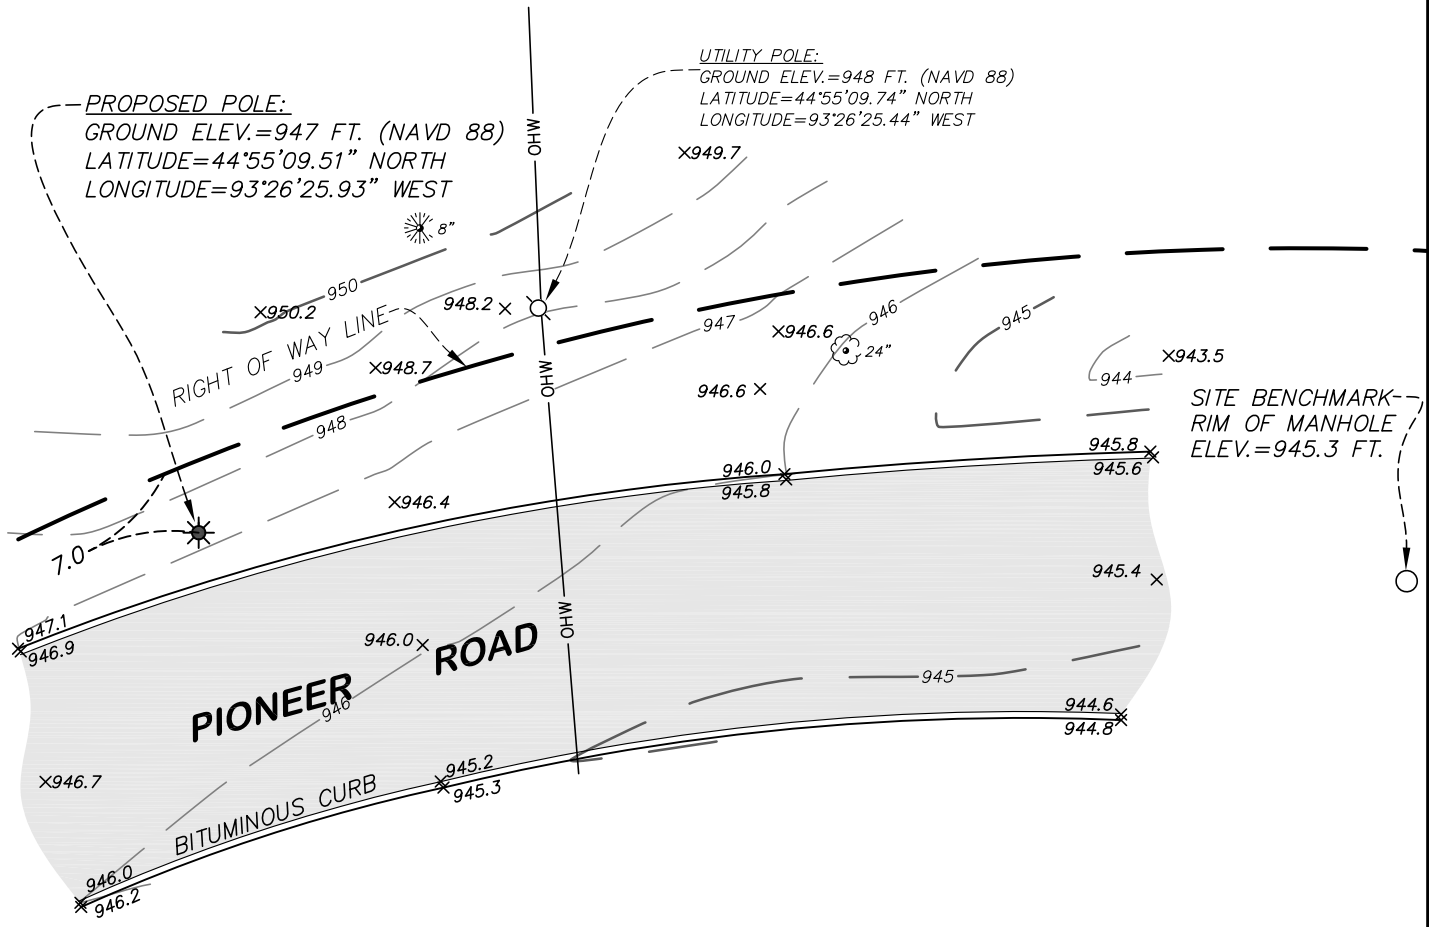 UTILITY POLE:
GROUND ELEV.=948 FT. (NAVD 88)
LATITUDE=44°55'09.74" NORTH
LONGITUDE=93°26'25.44" WEST
PROPOSED POLE:
GROUND ELEV.=947 FT. (NAVD 88)
LATITUDE=44°55'09.51" NORTH
LONGITUDE=93°26'25.93" WEST
OHW
949.7
8"
950
950.2
948.2
RIGHT OF WAY LINE
947
946.6
946
945
24"
943.5
949
948.7
OHW
946.6
944
948
SITE BENCHMARK
RIM OF MANHOLE
ELEV.=945.3 FT.
945.8
945.6
946.0
945.8
946.4
7.0
945.4
947.1
946.9
OHW
946.0
PIONEER ROAD
946
945
944.6
944.8
946.7
945.2
945.3
BITUMINOUS CURB
946.0
946.2